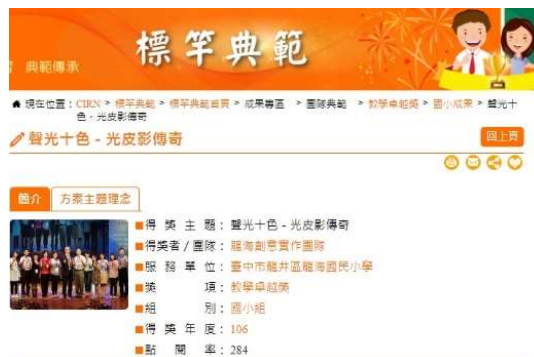 典範傳承
標竿典範
現在位置：CIRN > 標竿典範 > 標竿典範首頁 > 成果專區 > 團隊典範 > 教學卓越獎 > 國小成果 > 聲光十
色 - 光皮影傳奇
聲光十色 - 光皮影傳奇
回上頁
簡介
方案主題理念
得獎主題：聲光十色 - 光皮影傳奇
得獎者/團隊：龍海創意實作團隊
服務單位：臺中市龍井區龍海國民小學
獎項：教學卓越獎
組別：國小組
得獎年度：106
點閱率：284